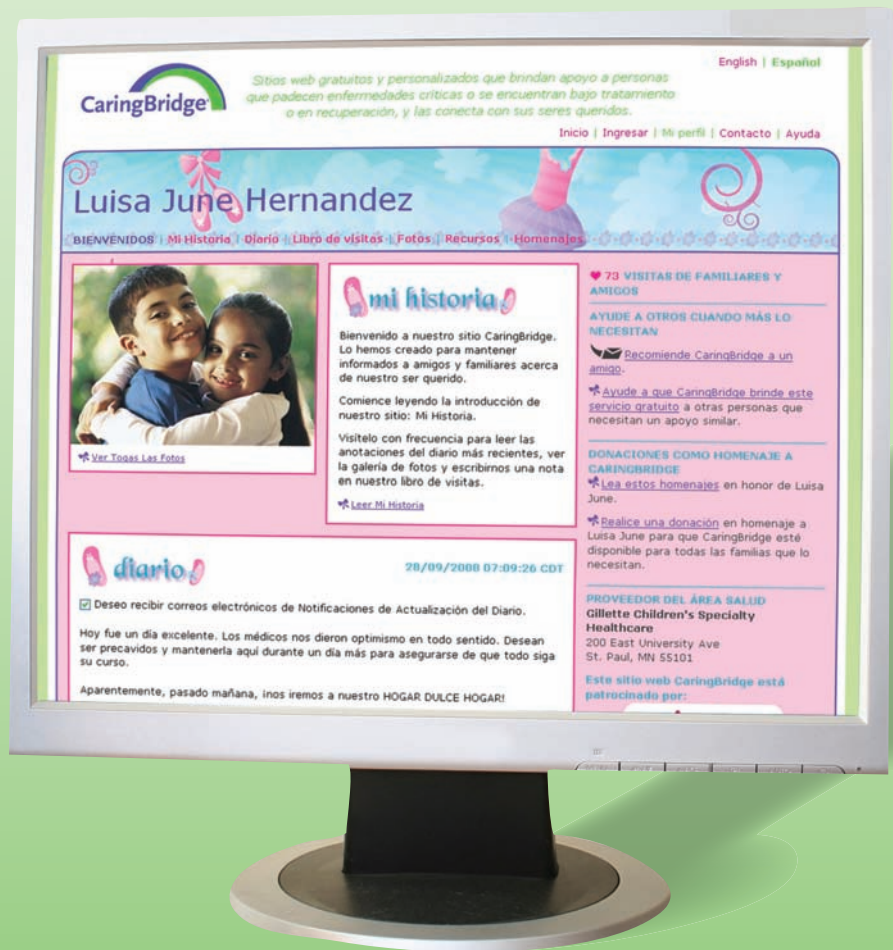 English | Español
CaringBridge
Sitios web gratuitos y personalizados que brindan apoyo a personas
que padecen enfermedades críticas o se encuentran bajo tratamiento
o en recuperación, y las conecta con sus seres queridos.
Inicio | Ingresar | Mi perfil | Contacto | Ayuda
Luisa June Hernandez
BIENVENIDOS | Mi Historia | Diario | Libro de visitas | Fotos | Recursos | Homenajes
Ver Todas Las Fotos
mi historia
Bienvenido a nuestro sitio CaringBridge.
Lo hemos creado para mantener
informados a amigos y familiares acerca
de nuestro ser querido.
Comience leyendo la introducción de
nuestro sitio: Mi Historia.
Visítelo con frecuencia para leer las
anotaciones del diario más recientes, ver
la galería de fotos y escribirnos una nota
en nuestro libro de visitas.
Leer Mi Historia
diario
28/09/2008 07:09:26 CDT
Deseo recibir correos electrónicos de Notificaciones de Actualización del Diario.
Hoy fue un día excelente. Los médicos nos dieron optimismo en todo sentido. Desean
ser precavidos y mantenerla aquí durante un día más para asegurarse de que todo siga
su curso.
Aparentemente, pasado mañana, ¡nos iremos a nuestro HOGAR DULCE HOGAR!
73 VISITAS DE FAMILIARES Y
AMIGOS
AYUDE A OTROS CUANDO MÁS LO
NECESITAN
Recomiende CaringBridge a un
amigo.
Ayude a que CaringBridge brinde este
servicio gratuito a otras personas que
necesitan un apoyo similar.
DONACIONES COMO HOMENAJE A
CARINGBRIDGE
Lea estos homenajes en honor de Luisa
June.
Realice una donación en homenaje a
Luisa June para que CaringBridge esté
disponible para todas las familias que lo
necesitan.
PROVEEDOR DEL ÁREA SALUD
Gillette Children's Specialty
Healthcare
200 East University Ave
St. Paul, MN 55101
Este sitio web CaringBridge está
patrocinado por: